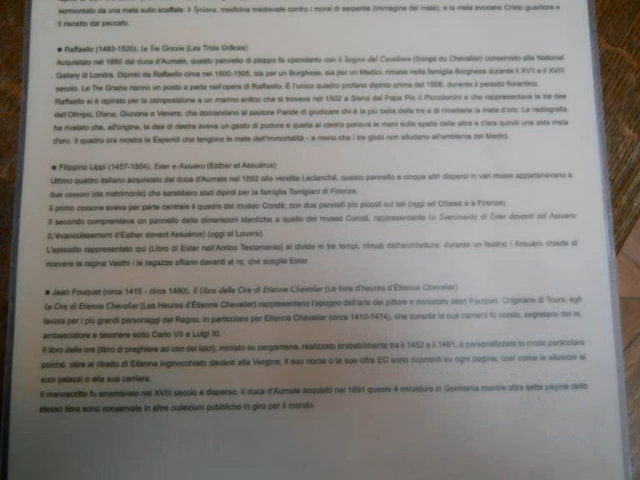 sormontato da una mela sullo scaffale: il Tyriana, medicina medievale contro i morsi di serpente (immagine del male), e la mela evocano Cristo guaritore e
il riscatto dal peccato.
■ Raffaello (1483-1520), Le Tre Grazie (Les Trois Grâces)
Acquistato nel 1885 dal duca d'Aumale, questo pannello di pioppo fa «pendant» con il Sogno del Cavaliere (Songe du Chevalier) conservato alla National
Gallery di Londra. Dipinto da Raffaello circa nel 1500-1505, sia per un Borghese, sia per un Medici, rimase nella famiglia Borghese durante il XVII e il XVIII
secolo. Le Tre Grazie hanno un posto a parte nell'opera di Raffaello. È l'unico quadro profano dipinto prima del 1508, durante il periodo fiorentino.
Raffaello si è ispirato per la composizione a un marmo antico che si trovava nel 1502 a Siena dal Papa Pio II Piccolomini e che rappresentava le tre dee
dell'Olimpo, Diana, Giunone e Venere, che domandano al pastore Paride di giudicare chi è la più bella delle tre e di rimetterle la mela d'oro. La radiografia
ha rivelato che, all'origine, la dea di destra aveva un gesto di pudore e quella al centro poneva le mani sulle spalle delle altre e c'era quindi una sola mela
d'oro. Il quadro ora mostra le Esperidi che tengono le mele dell'immortalità - a meno che i tre globi non alludano all'emblema dei Medici.
■ Filippino Lippi (1457-1504), Ester e Assuero (Esther et Assuérus)
Ultimo quadro italiano acquistato dal duca d'Aumale nel 1892 alla vendita Leclanché, questo pannello e cinque altri dispersi in vari musei appartenevano a
due cassoni (da matrimonio) che sarebbero stati dipinti per la famiglia Torrigiani di Firenze.
Il primo cassone aveva per parte centrale il quadro del museo Condé, con due pannelli più piccoli sui lati (oggi ad Ottawa e a Firenze).
Il secondo comprendeva un pannello dalle dimensioni identiche a quello del museo Condé, rappresentante Lo Svenimento di Ester davanti ad Assuero
(L'évanouissement d'Esther devant Assuérus) (oggi al Louvre).
L'episodio rappresentato qui (Libro di Ester nell'Antico Testamento) si divide in tre tempi, ritmati dall'architettura: durante un festino / Assuero chiede di
ricevere la regina Vasthi / le ragazze sfilano davanti al re, che sceglie Ester.
■ Jean Fouquet (circa 1415 - circa 1480), Il Libro delle Ore di Etienne Chevalier (Le livre d'heures d'Étienne Chevalier)
Le Ore di Etienne Chevalier (Les Heures d'Étienne Chevalier) rappresentano l'apogeo dell'arte del pittore e miniatore Jean Fouquet. Originario di Tours, egli
lavora per i più grandi personaggi del Regno, in particolare per Etienne Chevalier (circa 1410-1474), che durante la sua carriera fu notaio, segretario del re,
ambasciatore e tesoriere sotto Carlo VII e Luigi XI.
Il libro delle ore (libro di preghiere ad uso dei laici), miniato su pergamena, realizzato probabilmente tra il 1452 e il 1461, è personalizzato in modo particolare
poiché, oltre al ritratto di Etienne inginocchiato davanti alla Vergine, il suo nome o le sue cifre EC sono ricorrenti su ogni pagina, così come le allusioni ai
suoi palazzi o alla sua carriera.
Il manoscritto fu smembrato nel XVIII secolo e disperso. Il duca d'Aumale acquistò nel 1891 queste miniature in Germania mentre altre sette pagine dello
stesso libro sono conservate in altre collezioni pubbliche in giro per il mondo.